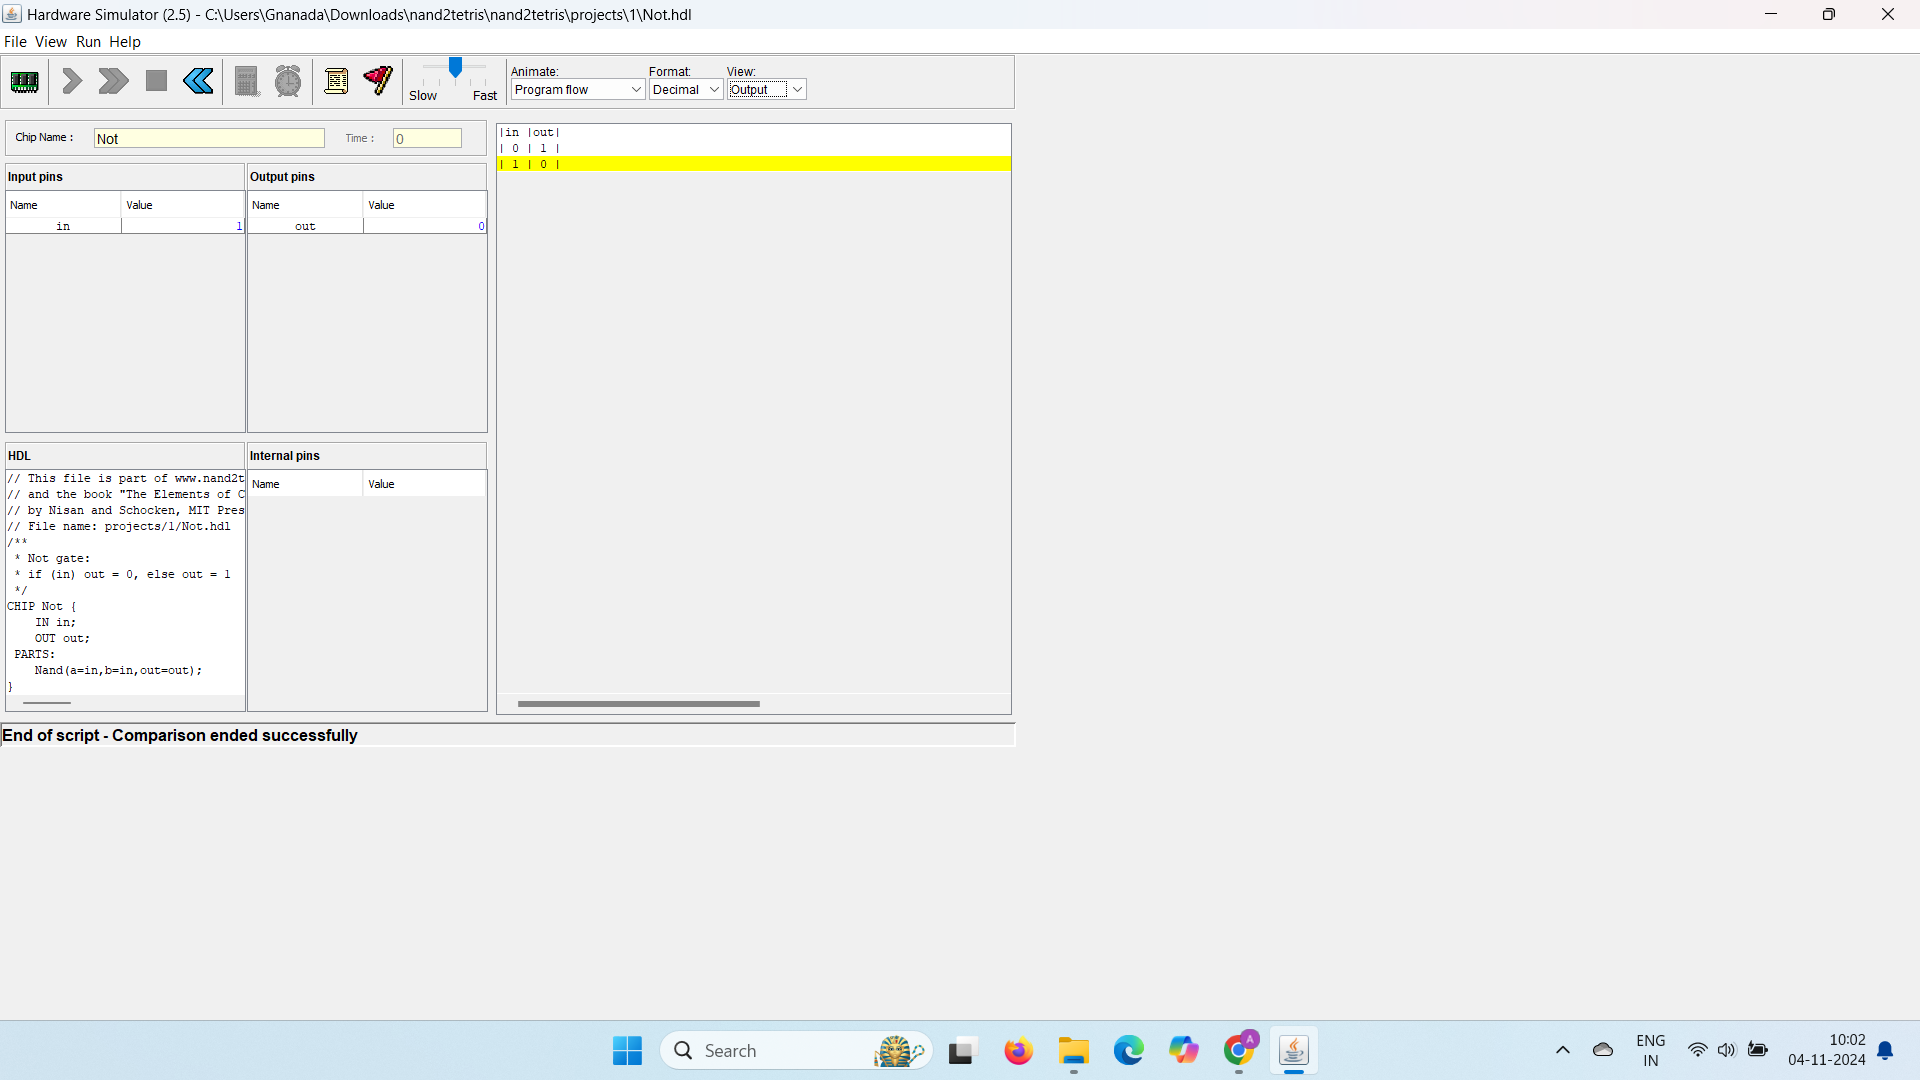 Hardware Simulator (2.5) - C:\Users\Gnanada\Downloads\nand2tetris\nand2tetris\projects\1\Not.hdl
File View Run Help
Slow Fast
Animate: Format: View:
Program flow Decimal Output
Chip Name : Not Time : 0
Input pins Output pins
Name Value Name Value
in 1 out 0
|in |out|
| 0 | 1 |
| 1 | 0 |
HDL Internal pins
Name Value
// This file is part of www.nand2t
// and the book "The Elements of C
// by Nisan and Schocken, MIT Pres
// File name: projects/1/Not.hdl
/**
* Not gate:
* if (in) out = 0, else out = 1
*/
CHIP Not {
IN in;
OUT out;
PARTS:
Nand(a=in,b=in,out=out);
}
End of script - Comparison ended successfully
Search
A
ENG
IN
10:02
04-11-2024